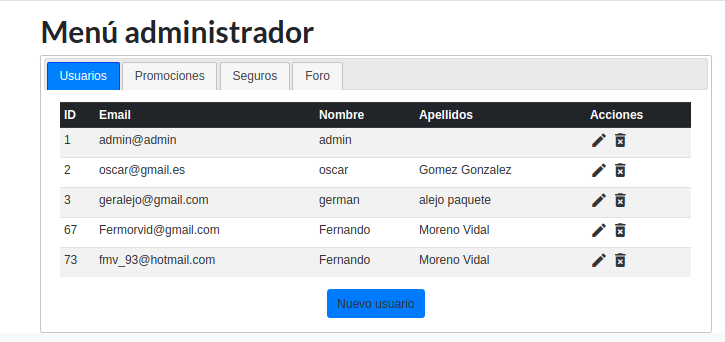 Menú administrador
Usuarios Promociones Seguros Foro
ID Email Nombre Apellidos Acciones
1 admin@admin admin
2 oscar@gmail.es oscar Gomez Gonzalez
3 geralejo@gmail.com german alejo paquete
67 Fermorvid@gmail.com Fernando Moreno Vidal
73 fmv_93@hotmail.com Fernando Moreno Vidal
Nuevo usuario